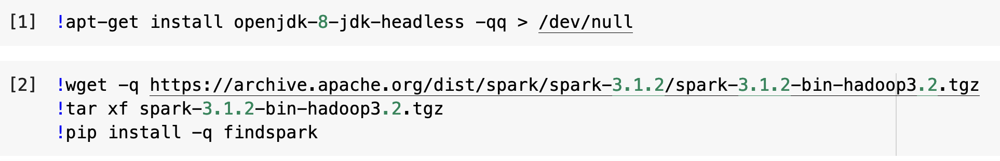 [1] !apt-get install openjdk-8-jdk-headless -qq > /dev/null
[2] !wget -q https://archive.apache.org/dist/spark/spark-3.1.2/spark-3.1.2-bin-hadoop3.2.tgz
!tar xf spark-3.1.2-bin-hadoop3.2.tgz
!pip install -q findspark